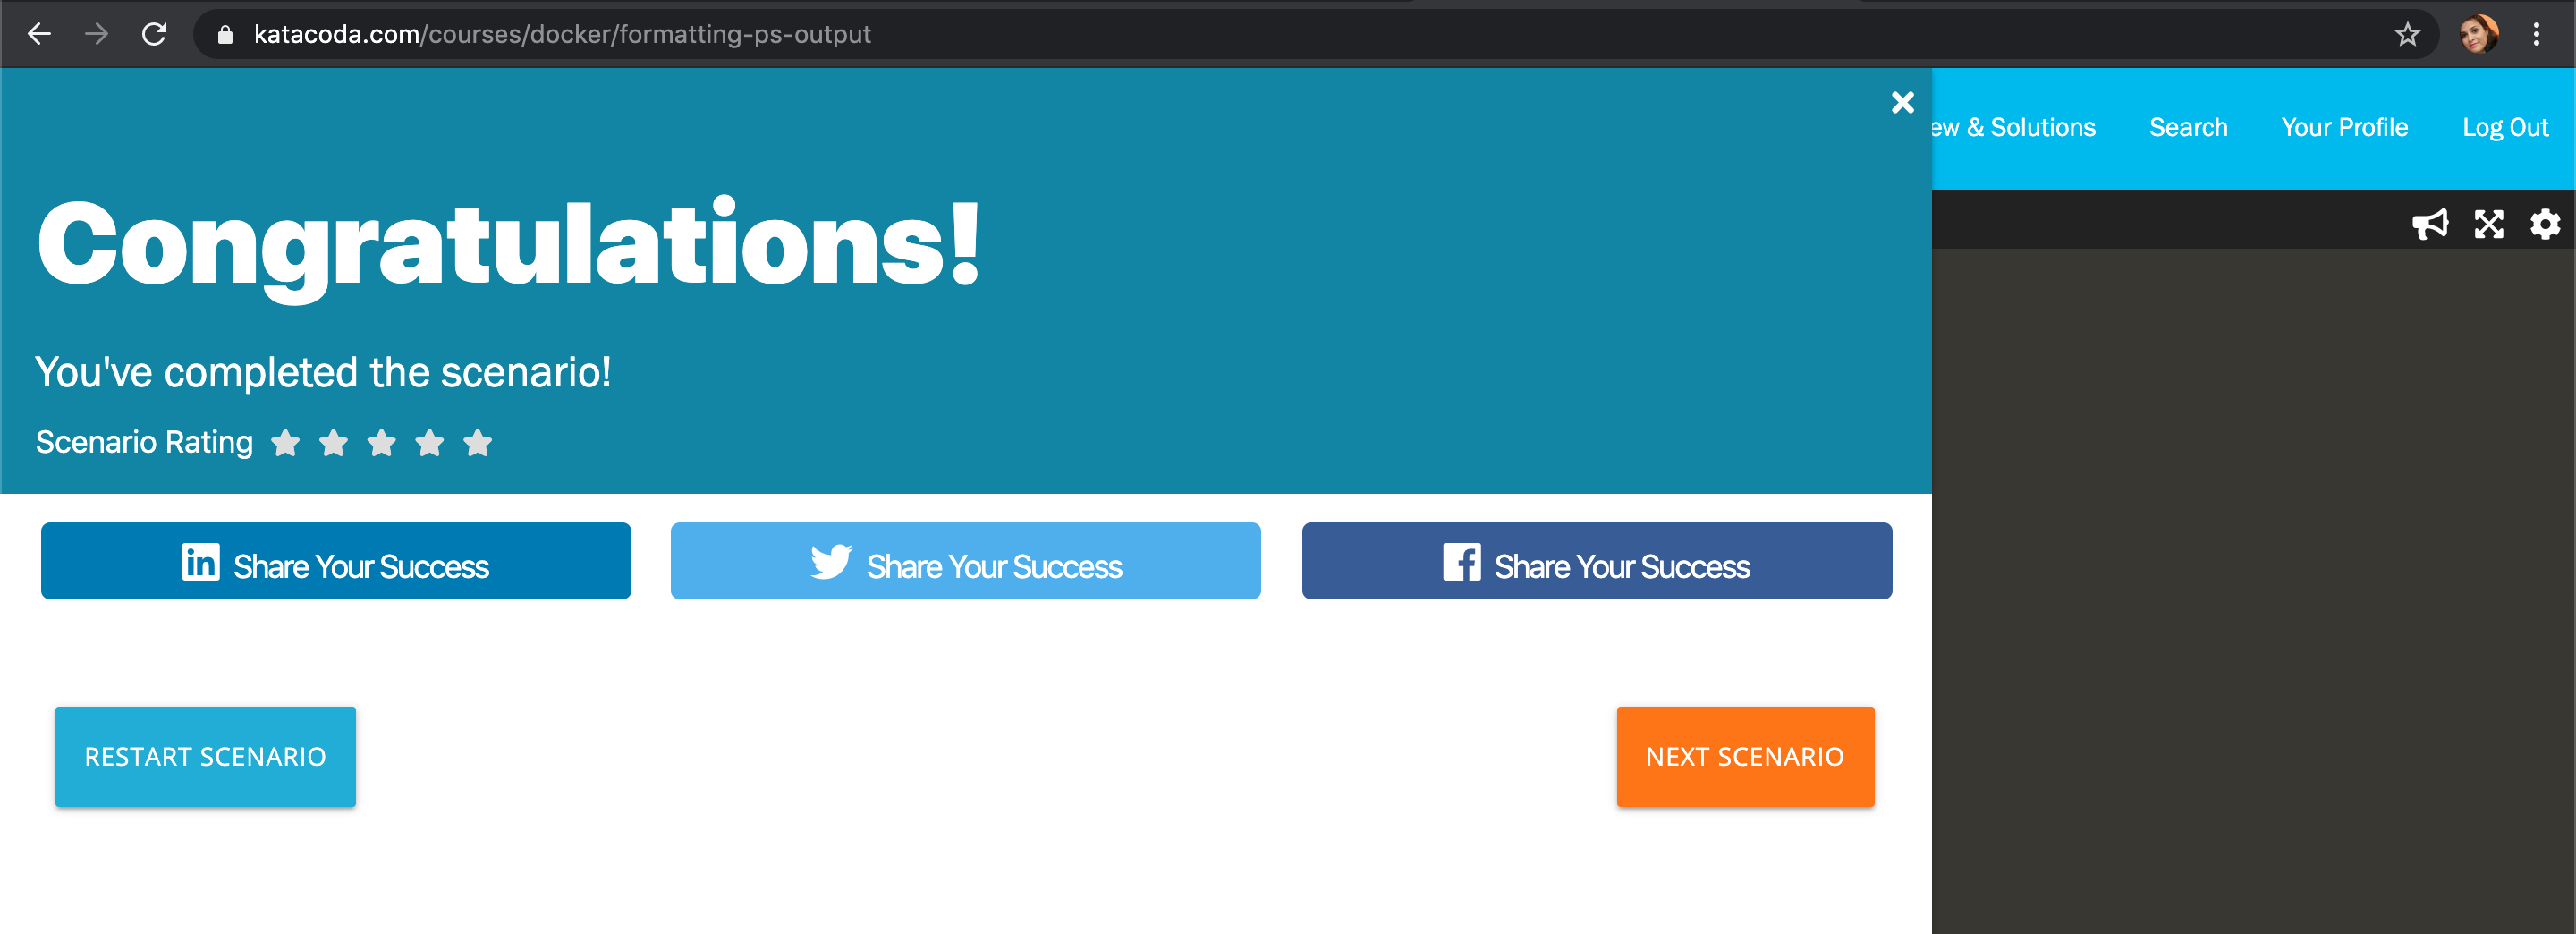 katacoda.com/courses/docker/formatting-ps-output
& Solutions Search Your Profile Log Out
Congratulations!
You've completed the scenario!
Scenario Rating
in Share Your Success
Share Your Success
f Share Your Success
RESTART SCENARIO
NEXT SCENARIO